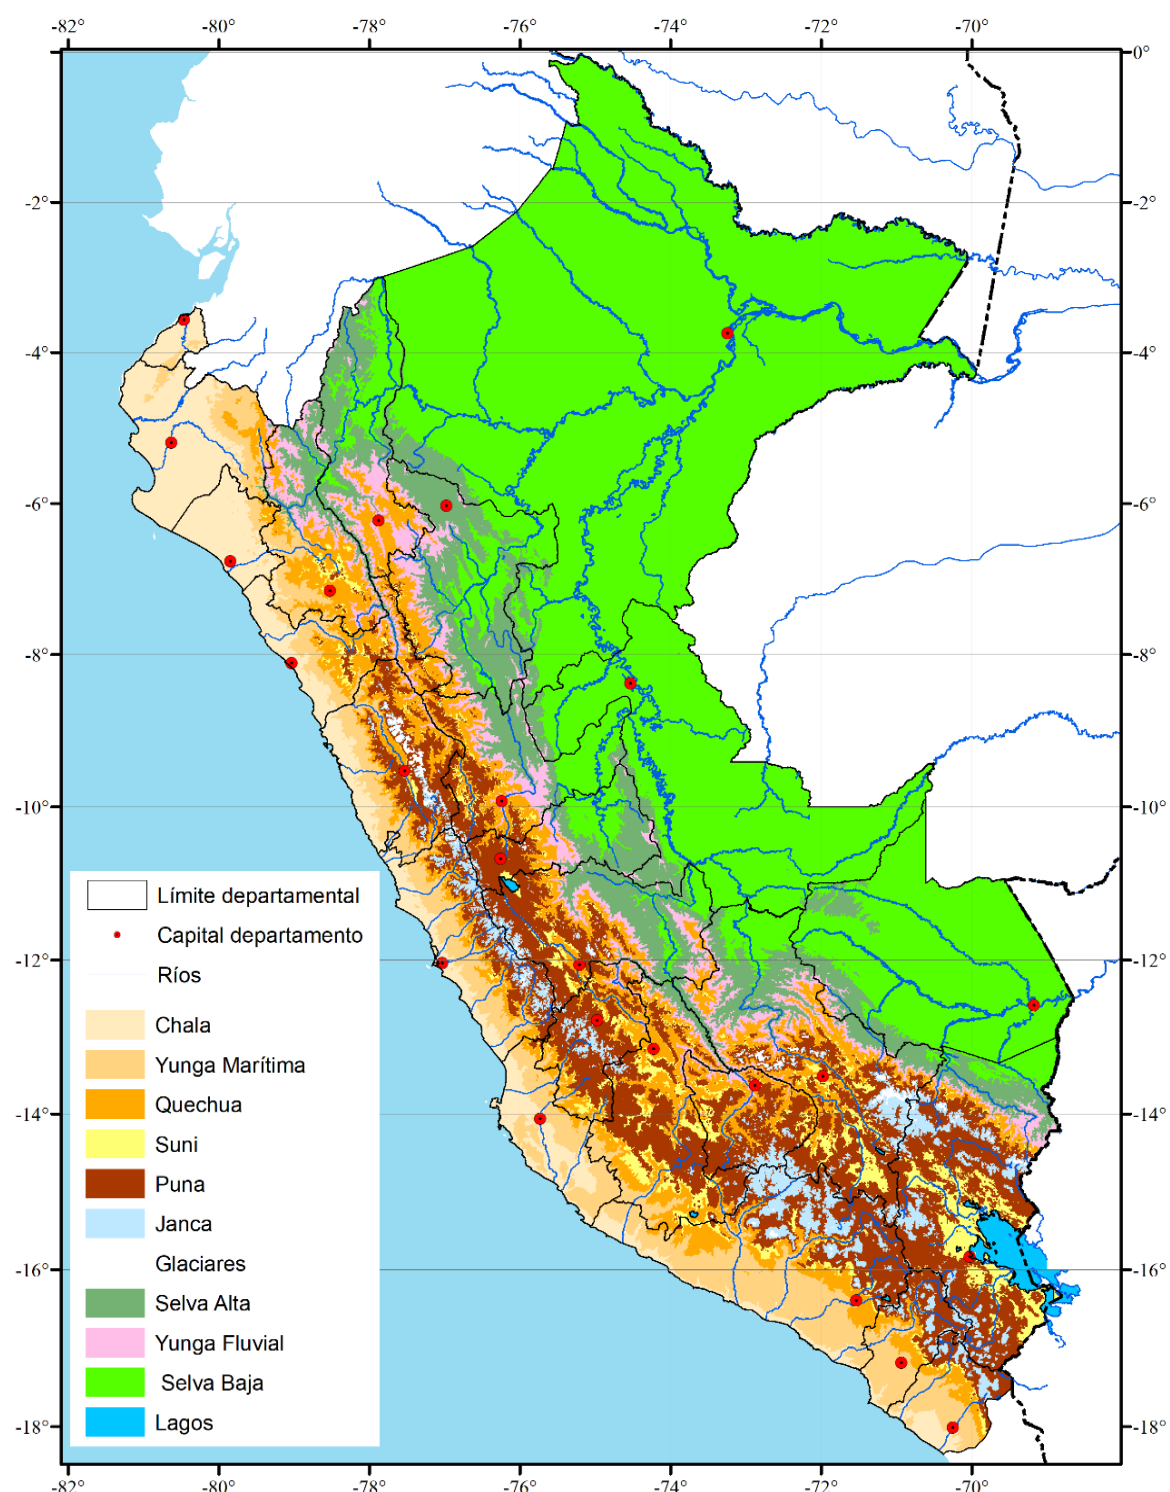 -82° -80° -78° -76° -74° -72° -70°
0° 
-2° -2°
-4° -4°
-6° -6°
-8° -8°
-10° -10°
-12° -12°
-14° -14°
-16° -16°
-18° -18°
Límite departamental
Capital departamento
Ríos
Chala
Yunga Marítima
Quechua
Suni
Puna
Janca
Glaciares
Selva Alta
Yunga Fluvial
Selva Baja
Lagos
-82° -80° -78° -76° -74° -72° -70°